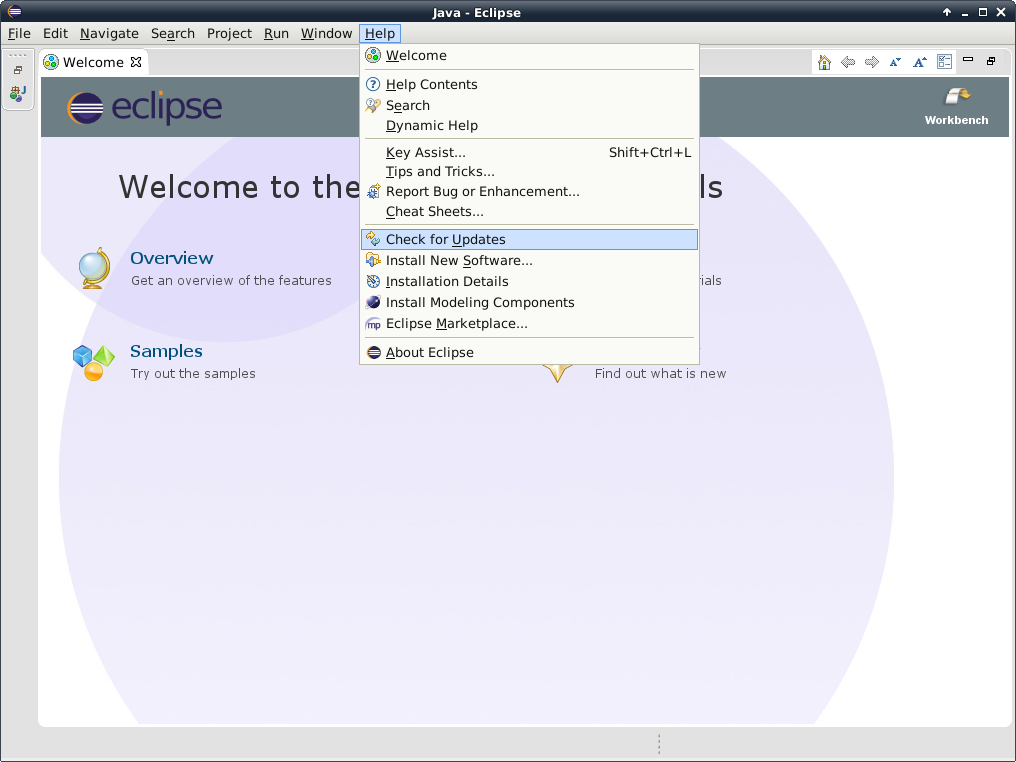 Java - Eclipse
File Edit Navigate Search Project Run Window Help
Welcome
eclipse
Workbench
Welcome to the
ls
Overview
Get an overview of the features
ials
Samples
Try out the samples
Find out what is new
Welcome
Help Contents
Search
Dynamic Help
Key Assist... Shift+Ctrl+L
Tips and Tricks...
Report Bug or Enhancement...
Cheat Sheets...
Check for Updates
Install New Software...
Installation Details
Install Modeling Components
mp Eclipse Marketplace...
About Eclipse